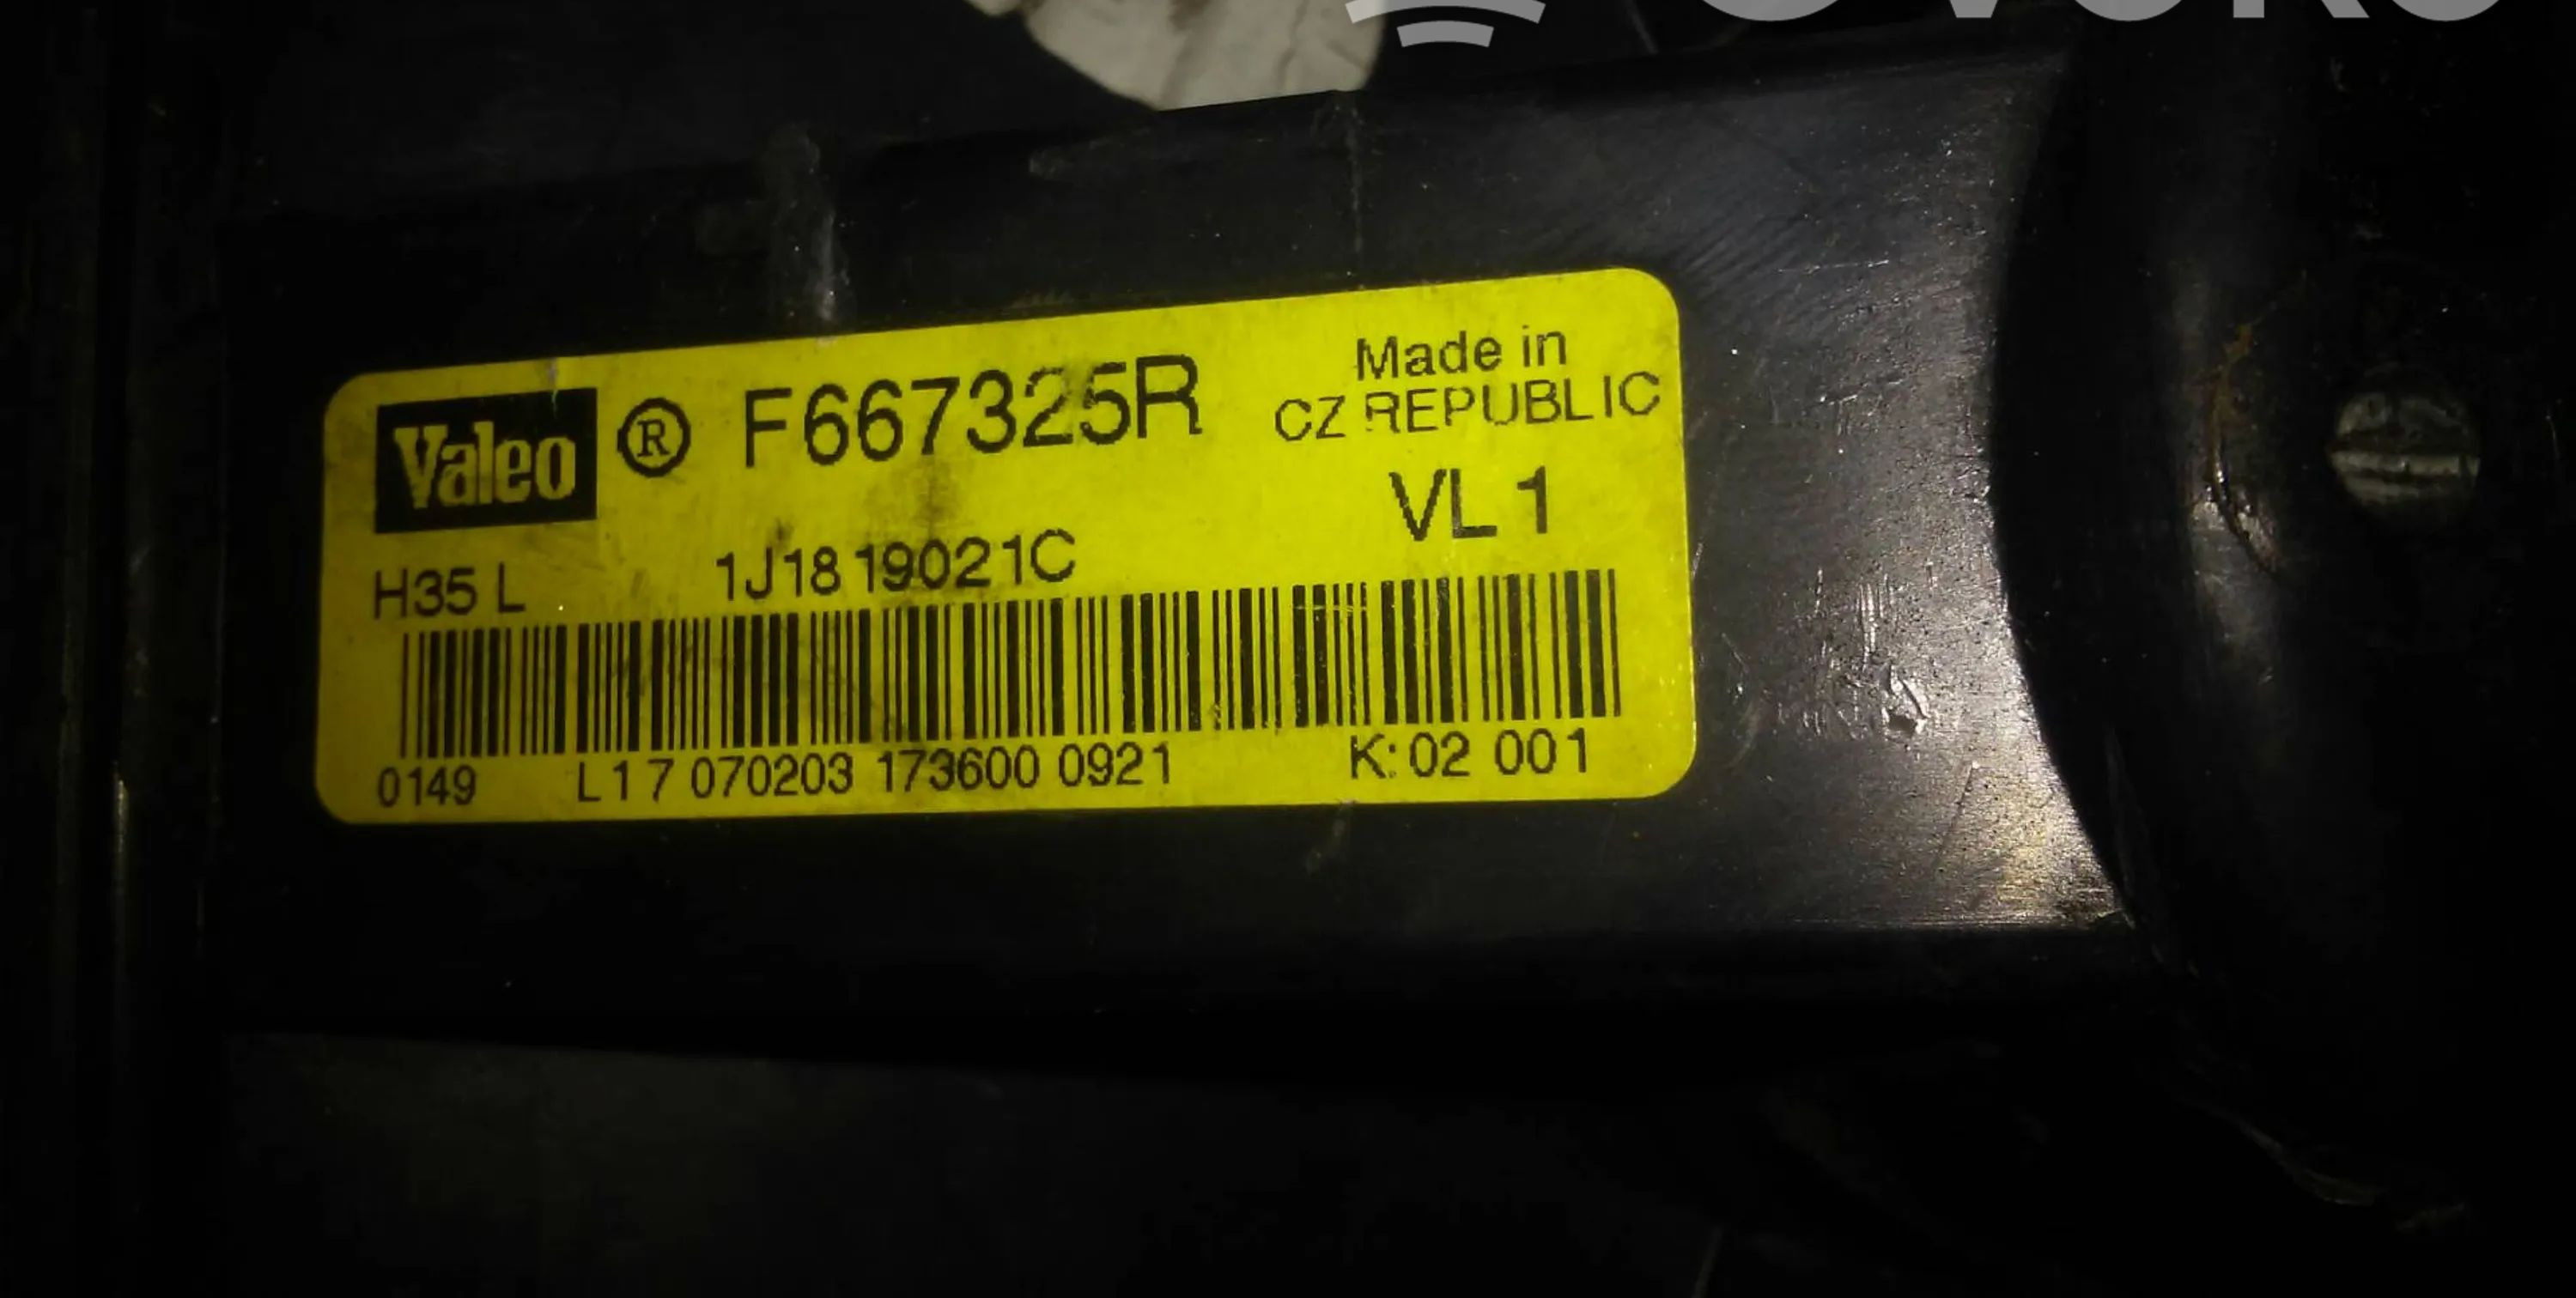 Valeo ® F667325R Made in
CZ REPUBLIC
VL1
H35 L 1J1819021C
0149 L17 070203 173600 0921 K:02 001